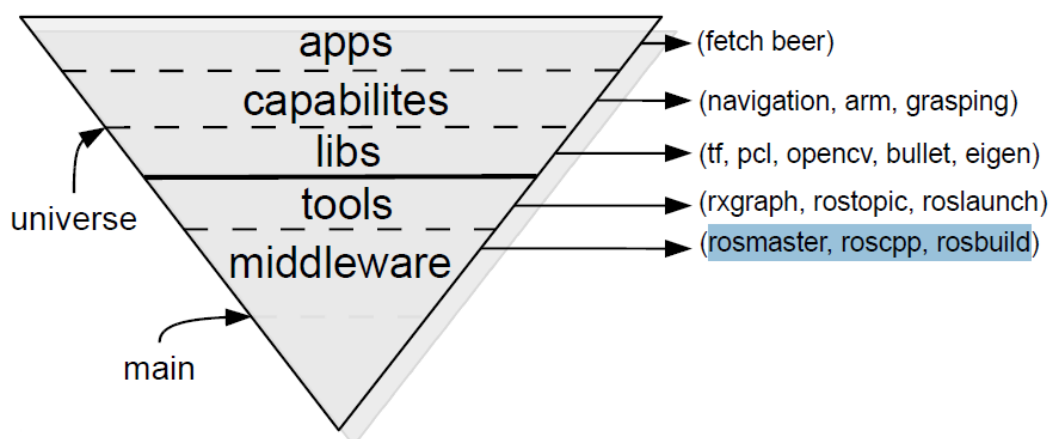 apps
(fetch beer)
capabilites
(navigation, arm, grasping)
libs
(tf, pcl, opencv, bullet, eigen)
universe
tools
(rxgraph, rostopic, roslaunch)
middleware
(rosmaster, roscpp, rosbuild)
main